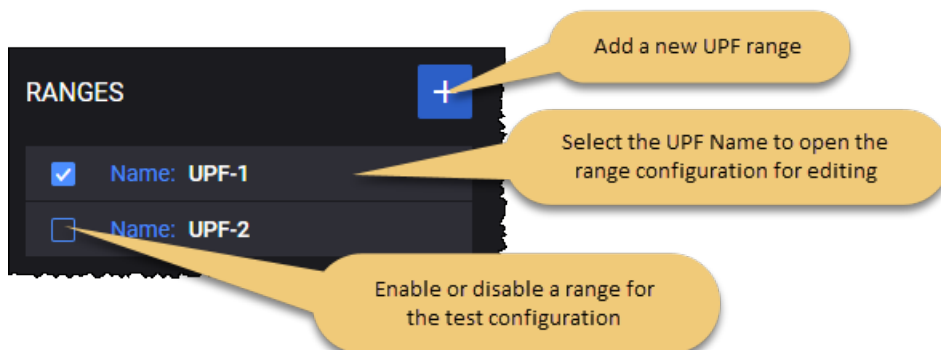 Add a new UPF range
RANGES
+
Select the UPF Name to open the
range configuration for editing
Name: UPF-1
Name: UPF-2
Enable or disable a range for
the test configuration